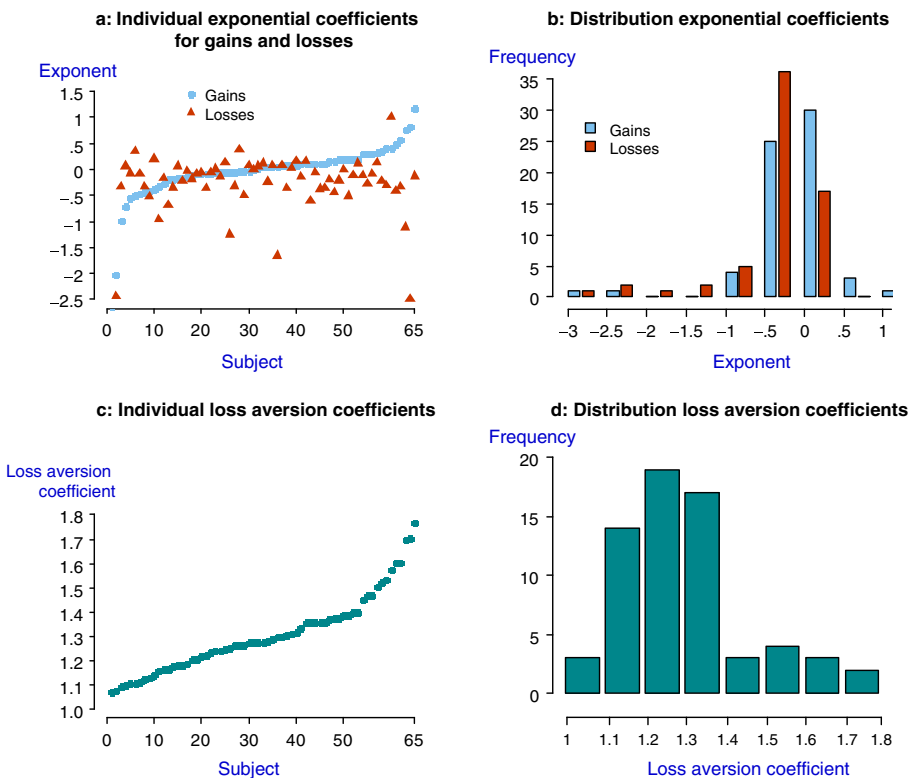 a: Individual exponential coefficients
for gains and losses
Exponent
1.5
1
.5
0
−.5
−1
−1.5
−2
−2.5
Gains
Losses
0 10 20 30 40 50 65
Subject
b: Distribution exponential coefficients
Frequency
35
30
25
20
15
10
5
0
Gains
Losses
−3 −2.5 −2 −1.5 −1 −.5 0 .5 1
Exponent
c: Individual loss aversion coefficients
Loss aversion
coefficient
1.8
1.7
1.6
1.5
1.4
1.3
1.2
1.1
1.0
0 10 20 30 40 50 65
Subject
d: Distribution loss aversion coefficients
Frequency
20
15
10
5
0
1 1.1 1.2 1.3 1.4 1.5 1.6 1.7 1.8
Loss aversion coefficient